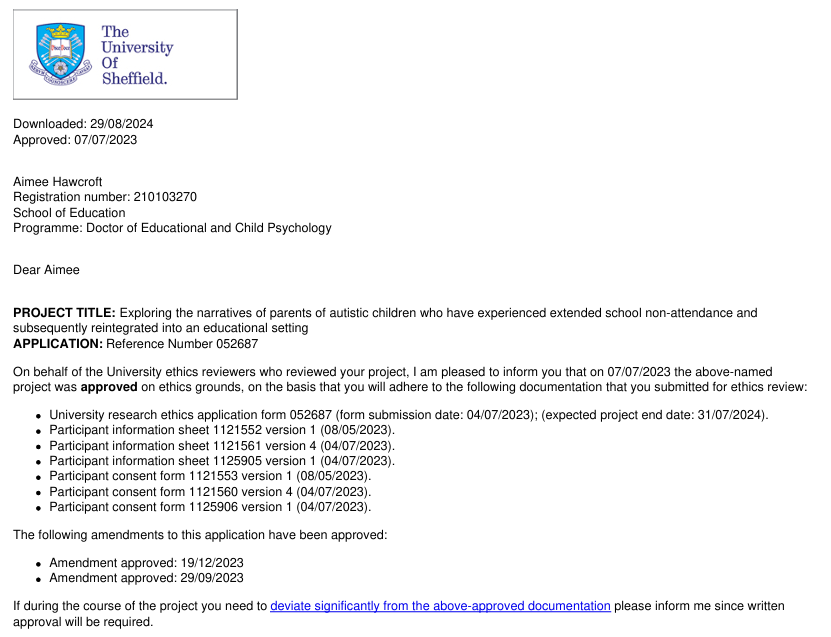 The
University
Of
Sheffield.
Downloaded: 29/08/2024
Approved: 07/07/2023
Aimee Hawcroft
Registration number: 210103270
School of Education
Programme: Doctor of Educational and Child Psychology
Dear Aimee
PROJECT TITLE: Exploring the narratives of parents of autistic children who have experienced extended school non-attendance and
subsequently reintegrated into an educational setting
APPLICATION: Reference Number 052687
On behalf of the University ethics reviewers who reviewed your project, I am pleased to inform you that on 07/07/2023 the above-named
project was approved on ethics grounds, on the basis that you will adhere to the following documentation that you submitted for ethics review:
• University research ethics application form 052687 (form submission date: 04/07/2023); (expected project end date: 31/07/2024).
• Participant information sheet 1121552 version 1 (08/05/2023).
• Participant information sheet 1121561 version 4 (04/07/2023).
• Participant information sheet 1125905 version 1 (04/07/2023).
• Participant consent form 1121553 version 1 (08/05/2023).
• Participant consent form 1121560 version 4 (04/07/2023).
• Participant consent form 1125906 version 1 (04/07/2023).
The following amendments to this application have been approved:
• Amendment approved: 19/12/2023
• Amendment approved: 29/09/2023
If during the course of the project you need to deviate significantly from the above-approved documentation please inform me since written
approval will be required.